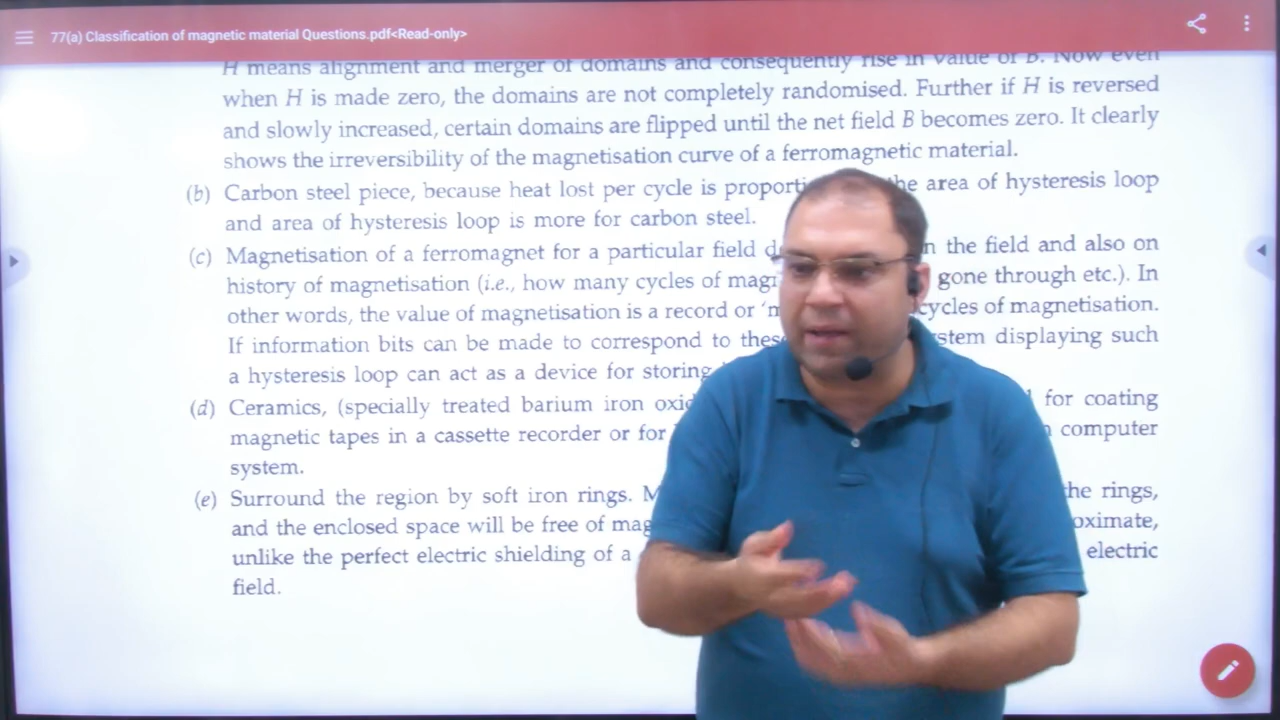 77(a) Classification of magnetic material Questions.pdf<Read-only>
H means alignment and merger of domains and consequently rise in value of B. Now even
when H is made zero, the domains are not completely randomised. Further if H is reversed
and slowly increased, certain domains are flipped until the net field B becomes zero. It clearly
shows the irreversibility of the magnetisation curve of a ferromagnetic material.
(b) Carbon steel piece, because heat lost per cycle is the area of hysteresis loop
and area of hysteresis loop is more for carbon steel.
(c) Magnetisation of a ferromagnet for a particular field the field and also on
history of magnetisation (i.e., how many cycles of gone through etc.). In
other words, the value of magnetisation is a record or cycles of magnetisation.
If information bits can be made to correspond to displaying such
a hysteresis loop can act as a device for storing
(d) Ceramics, (specially treated barium iron for coating
magnetic tapes in a cassette recorder or for computer
system.
(e) Surround the region by soft iron rings. the rings,
and the enclosed space will be free of
unlike the perfect electric shielding of a electric
field.